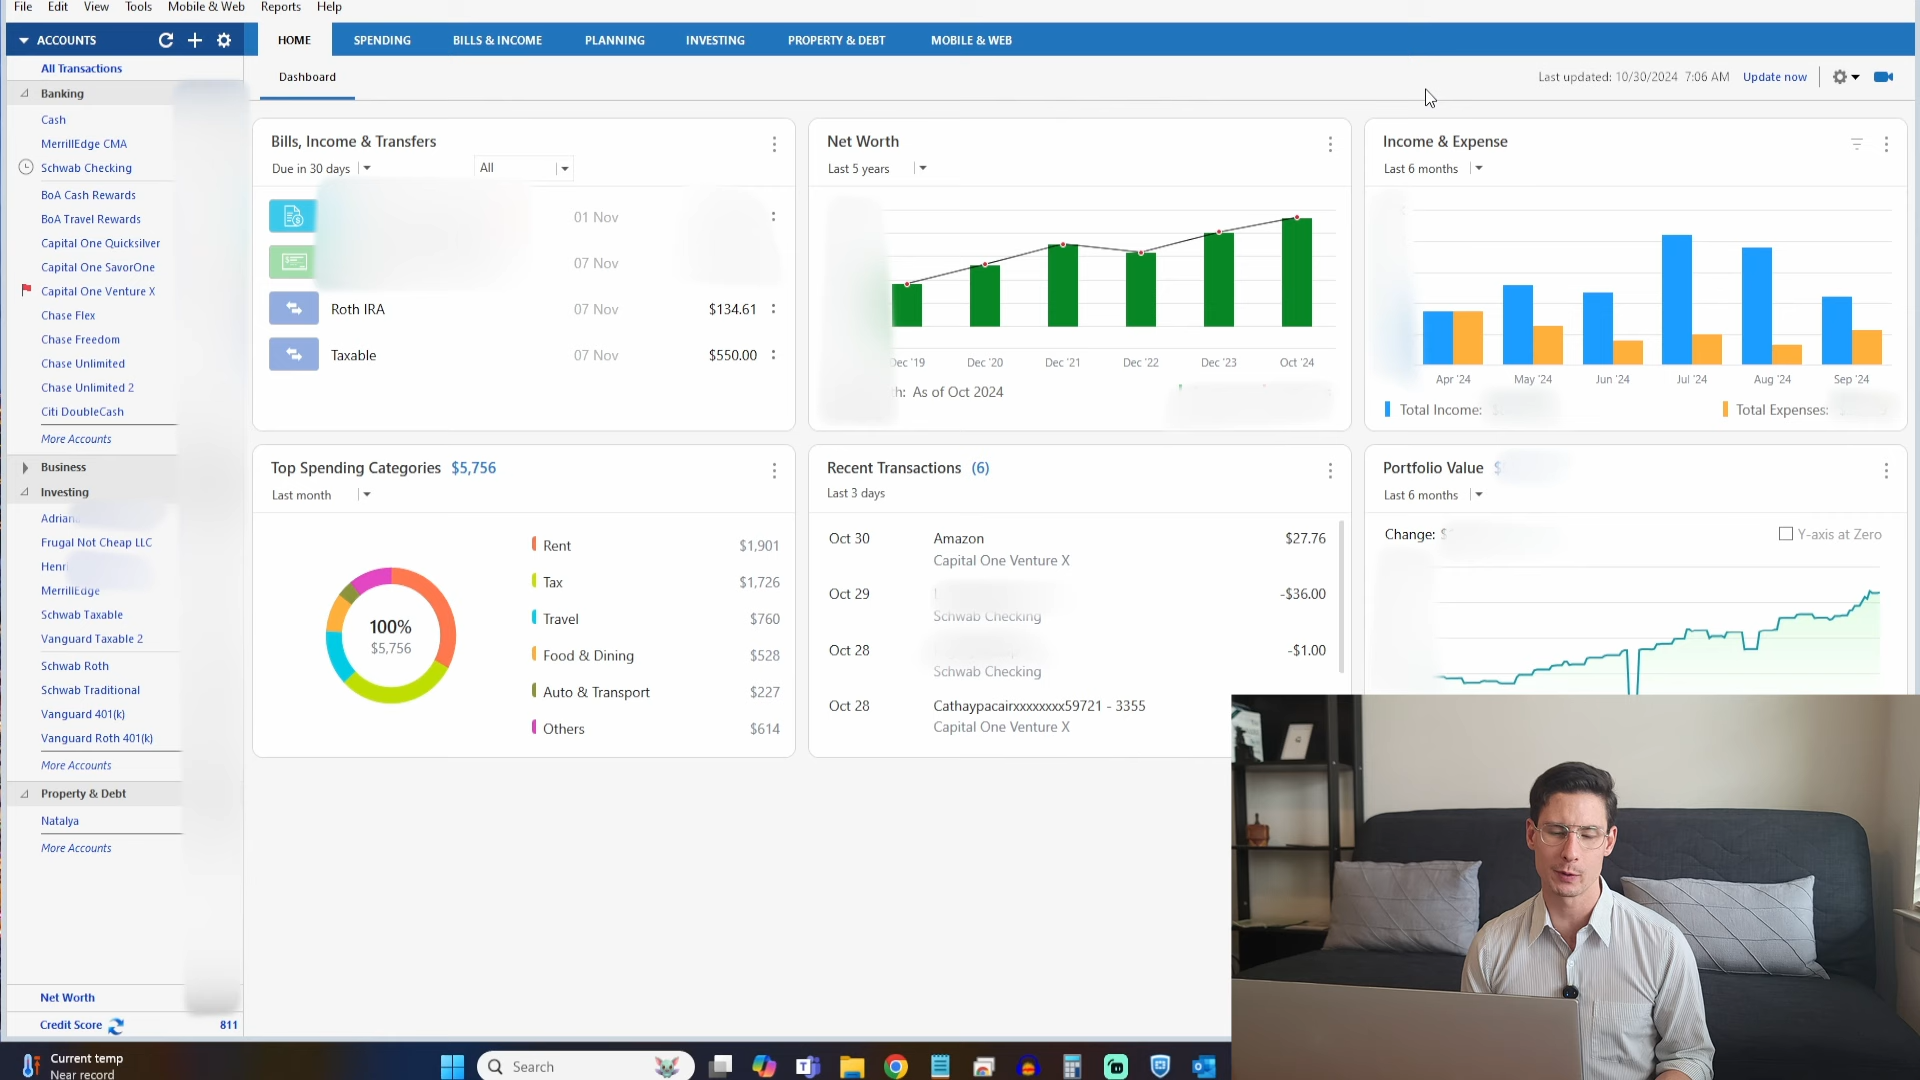 File Edit View Tools Mobile & Web Reports Help
ACCOUNTS
HOME SPENDING BILLS & INCOME PLANNING INVESTING PROPERTY & DEBT MOBILE & WEB
Dashboard
Last updated: 10/30/2024 7:06 AM Update now
All Transactions
Banking
Cash
MerrillEdge CMA
Schwab Checking
BoA Cash Rewards
BoA Travel Rewards
Capital One Quicksilver
Capital One SavorOne
Capital One Venture X
Chase Flex
Chase Freedom
Chase Unlimited
Chase Unlimited 2
Citi DoubleCash
More Accounts
Business
Investing
Frugal Not Cheap LLC
MerrillEdge
Schwab Taxable
Vanguard Taxable 2
Schwab Roth
Schwab Traditional
Vanguard 401(k)
Vanguard Roth 401(k)
More Accounts
Property & Debt
Natalya
More Accounts
Net Worth
Credit Score 811
Bills, Income & Transfers
Due in 30 days All
01 Nov
07 Nov
Roth IRA 07 Nov $134.61
Taxable 07 Nov $550.00
Net Worth
Last 5 years
Dec '19 Dec '20 Dec '21 Dec '22 Dec '23 Oct '24
As of Oct 2024
Income & Expense
Last 6 months
Apr '24 May '24 Jun '24 Jul '24 Aug '24 Sep '24
Total Income: Total Expenses:
Top Spending Categories $5,756
Last month
100%
$5,756
Rent $1,901
Tax $1,726
Travel $760
Food & Dining $528
Auto & Transport $227
Others $614
Recent Transactions (6)
Last 3 days
Oct 30 Amazon $27.76
Capital One Venture X
Oct 29 -$36.00
Schwab Checking
Oct 28 -$1.00
Schwab Checking
Oct 28 Cathaypacairxxxxxxxx59721 - 3355
Capital One Venture X
Portfolio Value $
Last 6 months
Change: $
Y-axis at Zero
Current temp
Near record
Search